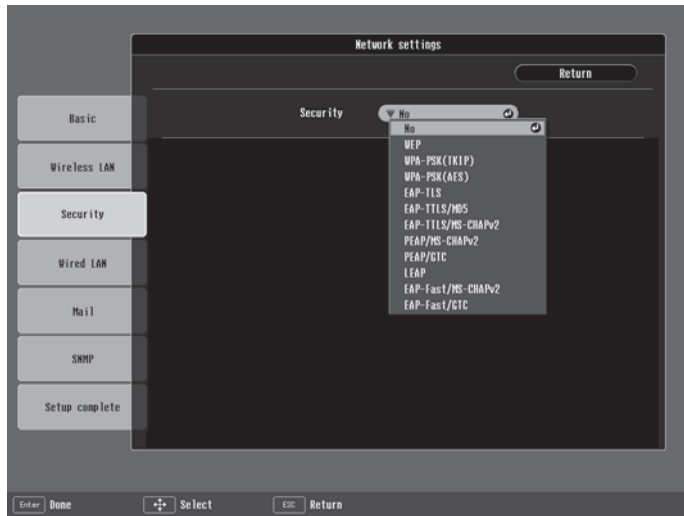 Network settings
Return
Basic
Wireless LAN
Security
Wired LAN
Mail
SNMP
Setup complete
Security No
No
WEP
WPA-PSK(TKIP)
WPA-PSK(AES)
EAP-TLS
EAP-TTLS/MD5
EAP-TTLS/MS-CHAPv2
PEAP/MS-CHAPv2
PEAP/GTC
LEAP
EAP-Fast/MS-CHAPv2
EAP-Fast/GTC
Enter Done Select ESC Return